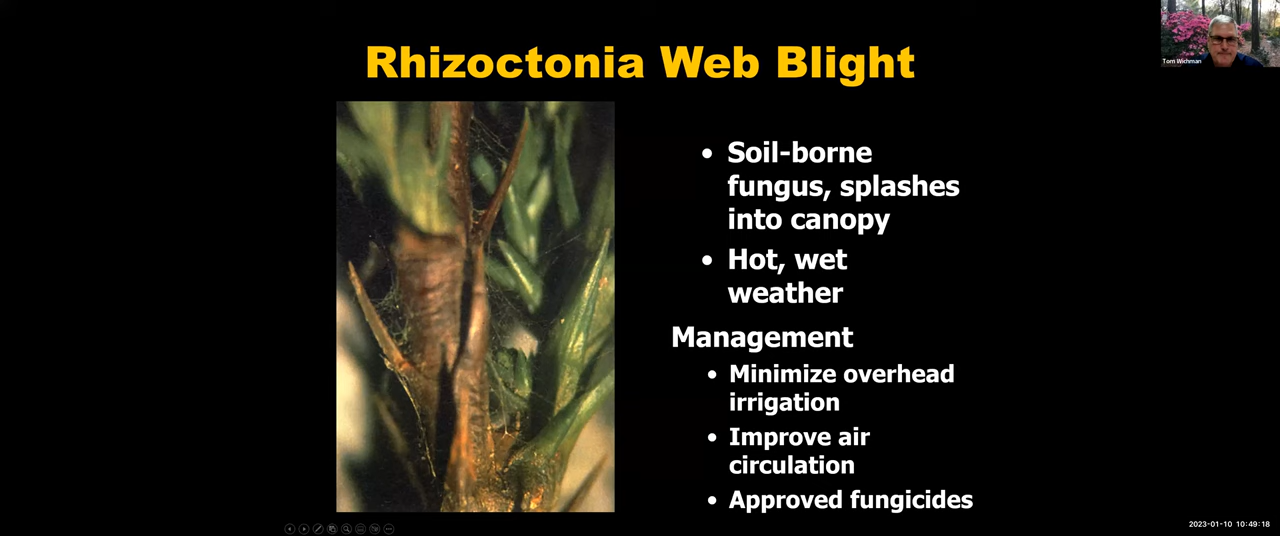 Rhizoctonia Web Blight
Tom Wichman
• Soil-borne
fungus, splashes
into canopy
• Hot, wet
weather
Management
• Minimize overhead
irrigation
• Improve air
circulation
• Approved fungicides
2023-01-10 10:49:18